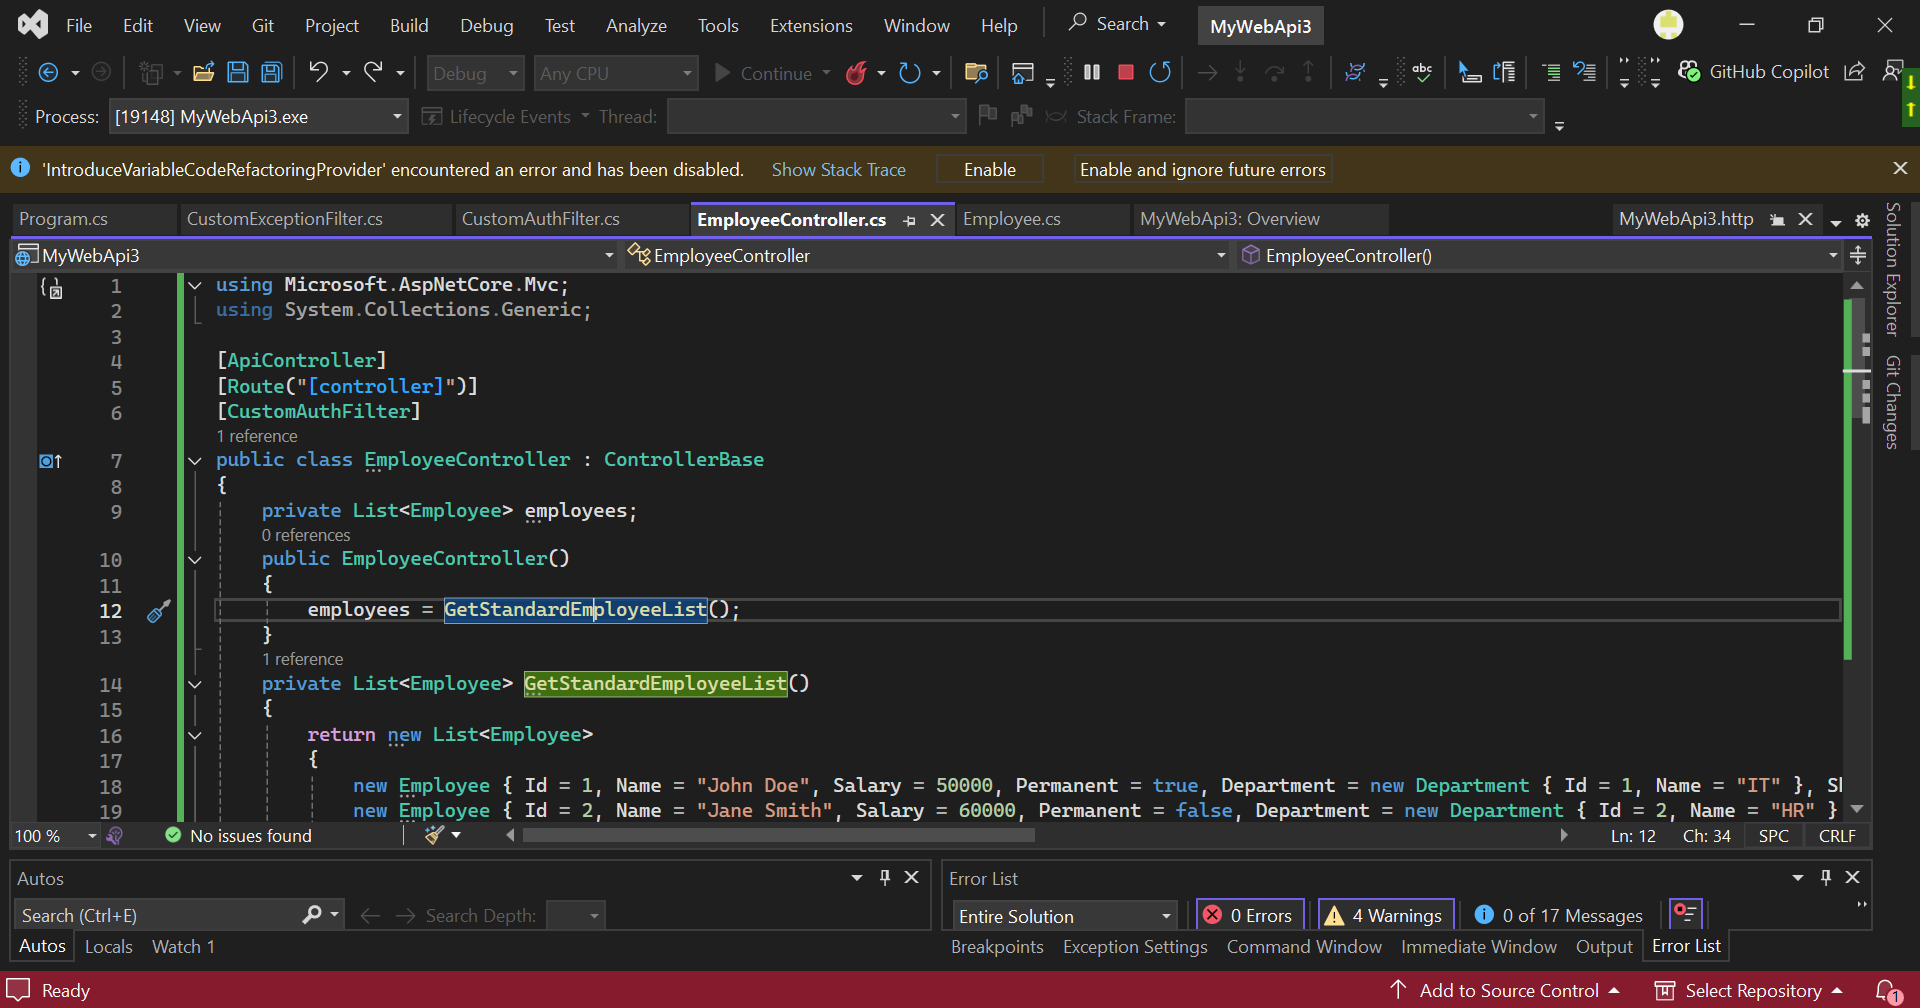 File Edit View Git Project Build Debug Test Analyze Tools Extensions Window Help Search MyWebApi3
Debug Any CPU Continue GitHub Copilot
Process: [19148] MyWebApi3.exe Lifecycle Events Thread: Stack Frame:
'IntroduceVariableCodeRefactoringProvider' encountered an error and has been disabled. Show Stack Trace Enable Enable and ignore future errors
Program.cs CustomExceptionFilter.cs CustomAuthFilter.cs EmployeeController.cs Employee.cs MyWebApi3: Overview MyWebApi3.http
MyWebApi3 EmployeeController EmployeeController()
Solution Explorer
Git Changes
1 using Microsoft.AspNetCore.Mvc;
2 using System.Collections.Generic;
3
4 [ApiController]
5 [Route("[controller]")]
6 [CustomAuthFilter]
1 reference
7 public class EmployeeController : ControllerBase
8 {
9 private List<Employee> employees;
0 references
10 public EmployeeController()
11 {
12 employees = GetStandardEmployeeList();
13 }
1 reference
14 private List<Employee> GetStandardEmployeeList()
15 {
16 return new List<Employee>
17 {
18 new Employee { Id = 1, Name = "John Doe", Salary = 50000, Permanent = true, Department = new Department { Id = 1, Name = "IT" }, Sk
19 new Employee { Id = 2, Name = "Jane Smith", Salary = 60000, Permanent = false, Department = new Department { Id = 2, Name = "HR" }
100 % No issues found Ln: 12 Ch: 34 SPC CRLF
Autos
Search (Ctrl+E) Search Depth:
Autos Locals Watch 1
Error List
Entire Solution 0 Errors 4 Warnings 0 of 17 Messages
Breakpoints Exception Settings Command Window Immediate Window Output Error List
Ready Add to Source Control Select Repository 1